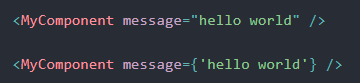 <MyComponent message="hello world" />
<MyComponent message={'hello world'} />